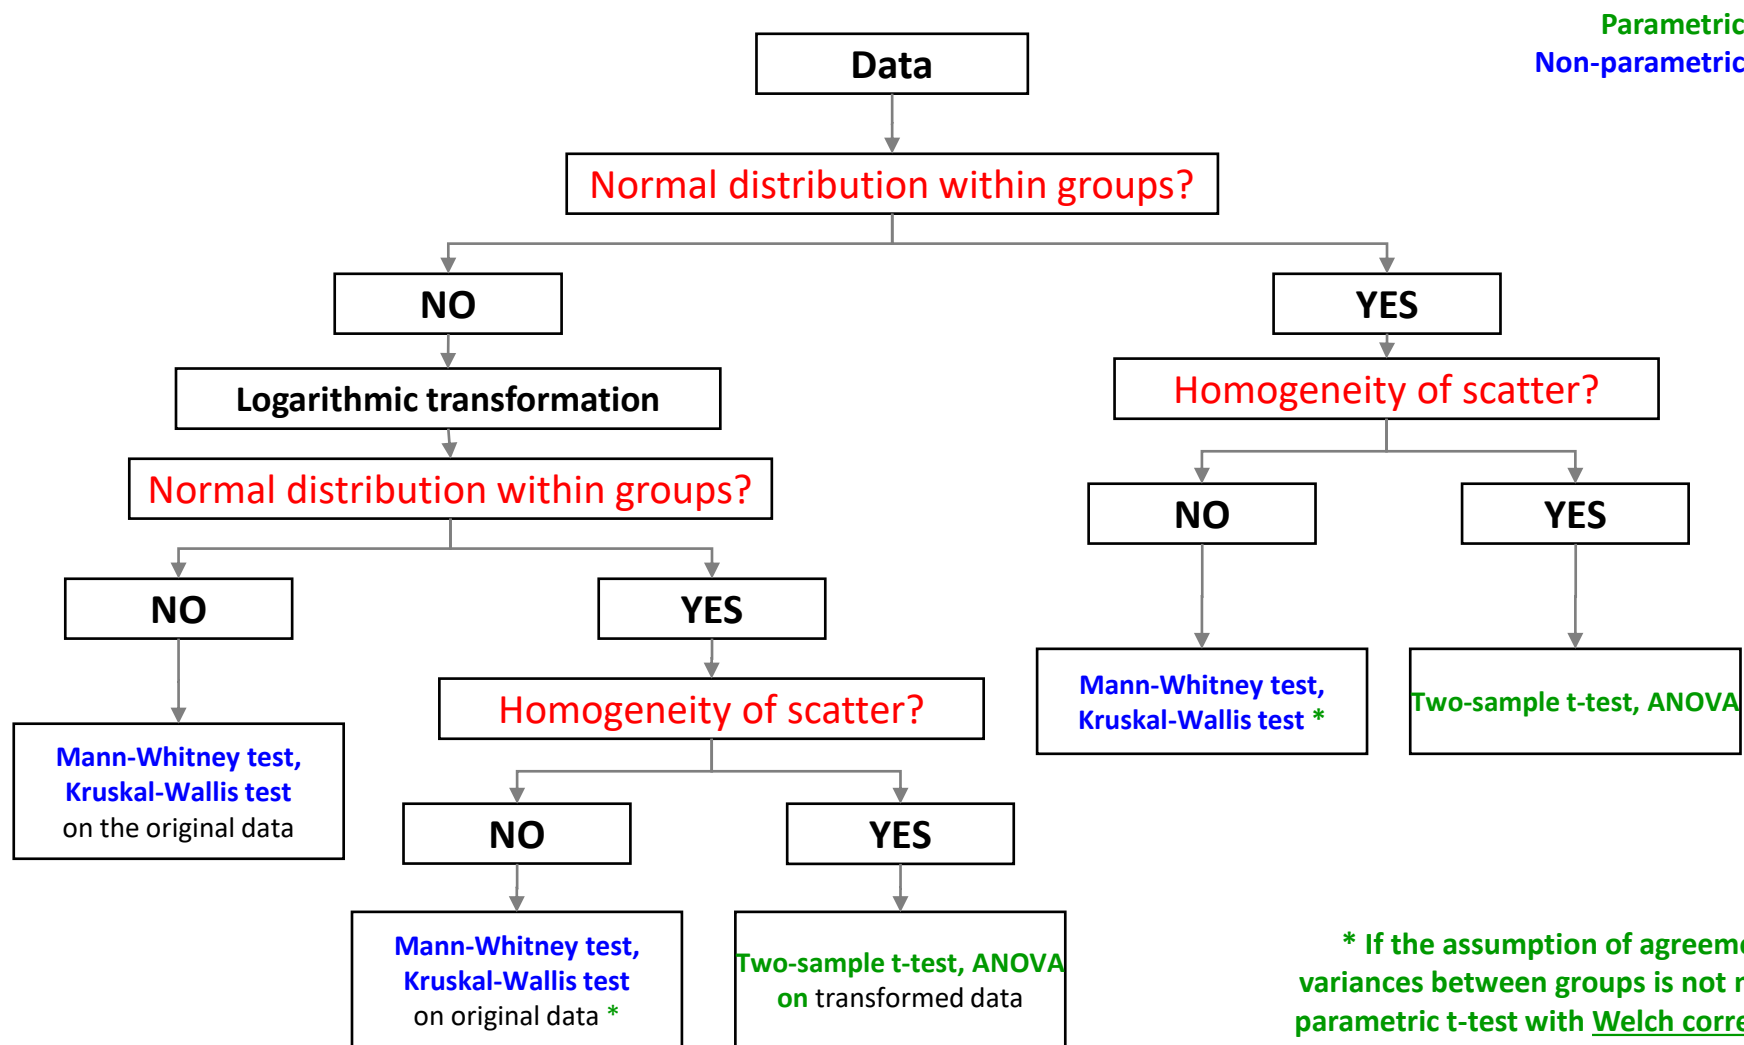 Parametric
Non-parametric
Data
Normal distribution within groups?
NO
YES
Logarithmic transformation
Homogeneity of scatter?
Normal distribution within groups?
NO
YES
NO
YES
Mann-Whitney test,
Kruskal-Wallis test *
Two-sample t-test, ANOVA
Homogeneity of scatter?
Mann-Whitney test,
Kruskal-Wallis test
on the original data
NO
YES
Mann-Whitney test,
Kruskal-Wallis test
on original data *
Two-sample t-test, ANOVA
on transformed data
* If the assumption of
variances between groups is not
parametric t-test with Welch